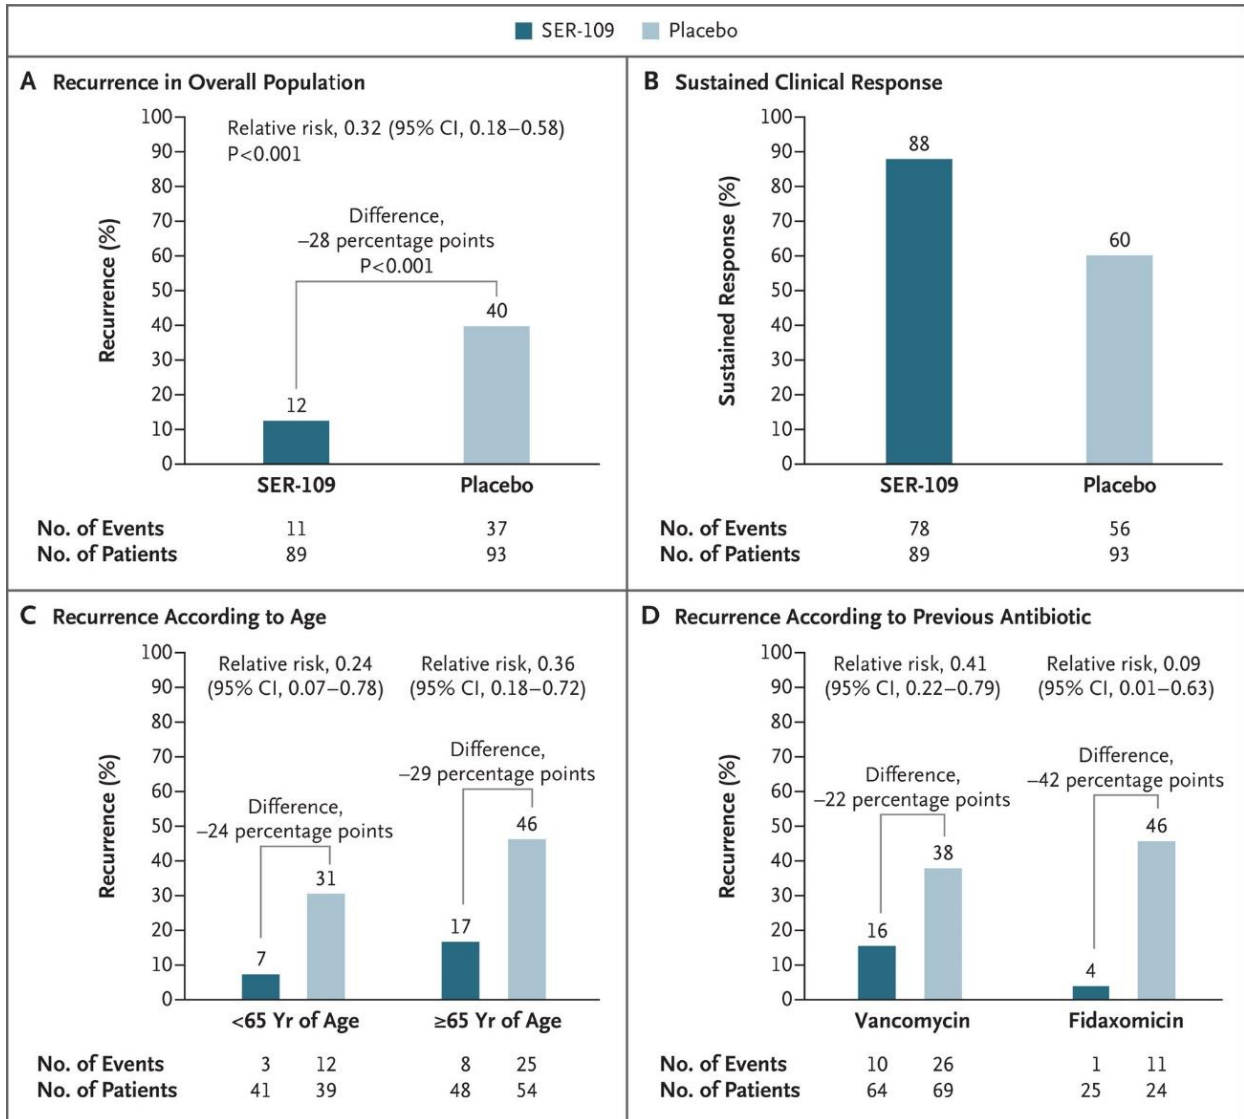 SER-109 Placebo
A Recurrence in Overall Population
Relative risk, 0.32 (95% CI, 0.18–0.58)
P<0.001
Difference,
–28 percentage points
P<0.001
Recurrence (%)
100
90
80
70
60
50
40
30
20
10
0
12
40
SER-109 Placebo
No. of Events 11 37
No. of Patients 89 93
B Sustained Clinical Response
Sustained Response (%)
100
90
80
70
60
50
40
30
20
10
0
88
60
SER-109 Placebo
No. of Events 78 56
No. of Patients 89 93
C Recurrence According to Age
Relative risk, 0.24
(95% CI, 0.07–0.78)
Relative risk, 0.36
(95% CI, 0.18–0.72)
Difference,
–24 percentage points
Difference,
–29 percentage points
Recurrence (%)
100
90
80
70
60
50
40
30
20
10
0
7
31
17
46
<65 Yr of Age ≥65 Yr of Age
No. of Events 3 12 8 25
No. of Patients 41 39 48 54
D Recurrence According to Previous Antibiotic
Relative risk, 0.41
(95% CI, 0.22–0.79)
Relative risk, 0.09
(95% CI, 0.01–0.63)
Difference,
–22 percentage points
Difference,
–42 percentage points
Recurrence (%)
100
90
80
70
60
50
40
30
20
10
0
16
38
4
46
Vancomycin Fidaxomicin
No. of Events 10 26 1 11
No. of Patients 64 69 25 24